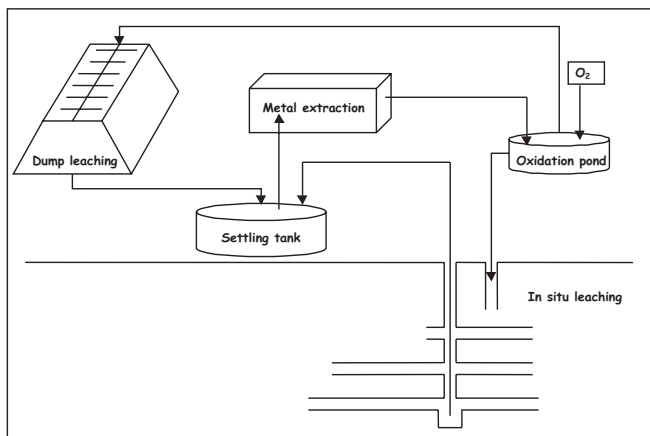 O₂
Metal extraction
Dump leaching
Oxidation pond
Settling tank
In situ leaching